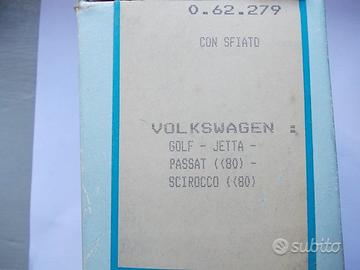 0.62.279
CON SFIATO
VOLKSWAGEN :
GOLF - JETTA -
PASSAT ((80) -
SCIROCCO ((80)
subito